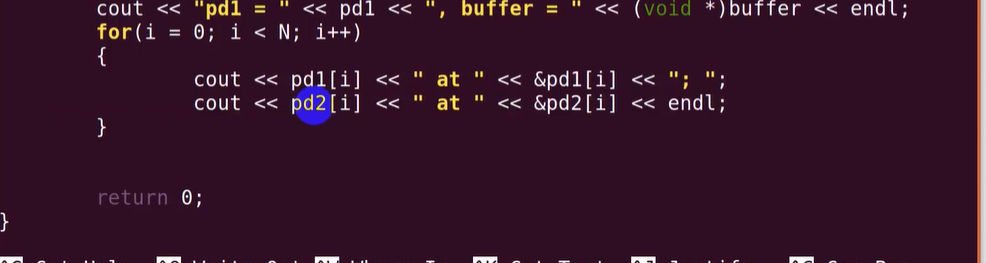 cout << "pd1 = " << pd1 << ", buffer = " << (void *)buffer << endl;
for(i = 0; i < N; i++)
{
cout << pd1[i] << " at " << &pd1[i] << "; ";
cout << pd2[i] << " at " << &pd2[i] << endl;
}
return 0;
}